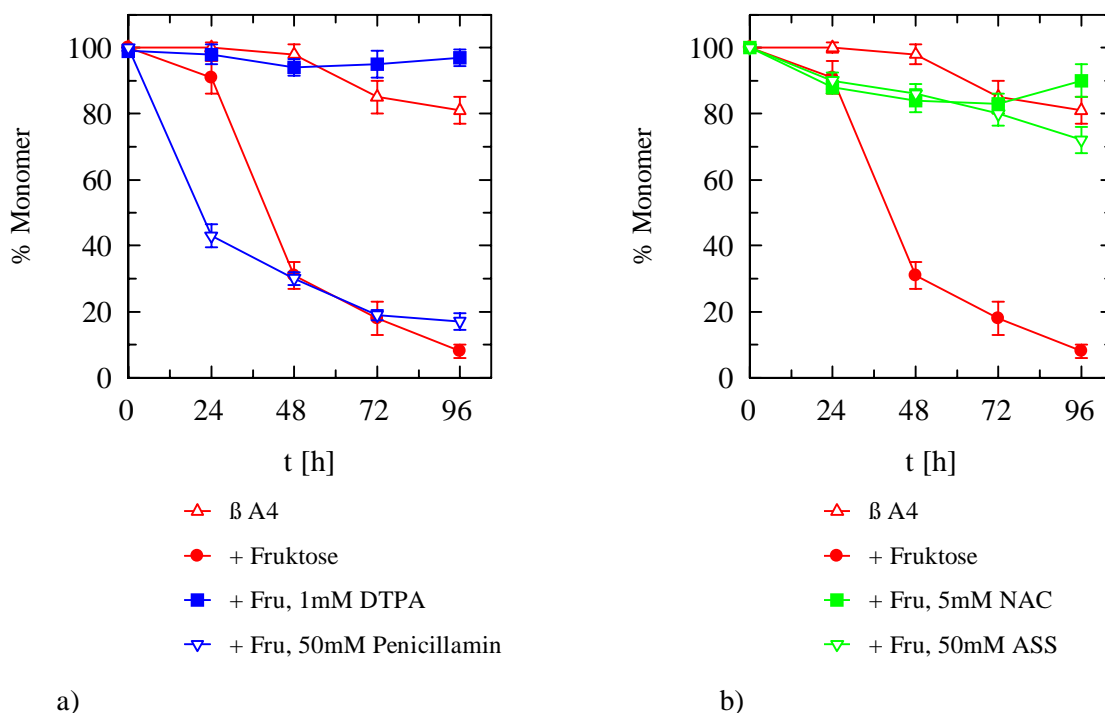 % Monomer
100
80
60
40
20
0
0 24 48 72 96
t [h]
ß A4
+ Fruktose
+ Fru, 1mM DTPA
+ Fru, 50mM Penicillamin
a)
% Monomer
100
80
60
40
20
0
0 24 48 72 96
t [h]
ß A4
+ Fruktose
+ Fru, 5mM NAC
+ Fru, 50mM ASS
b)